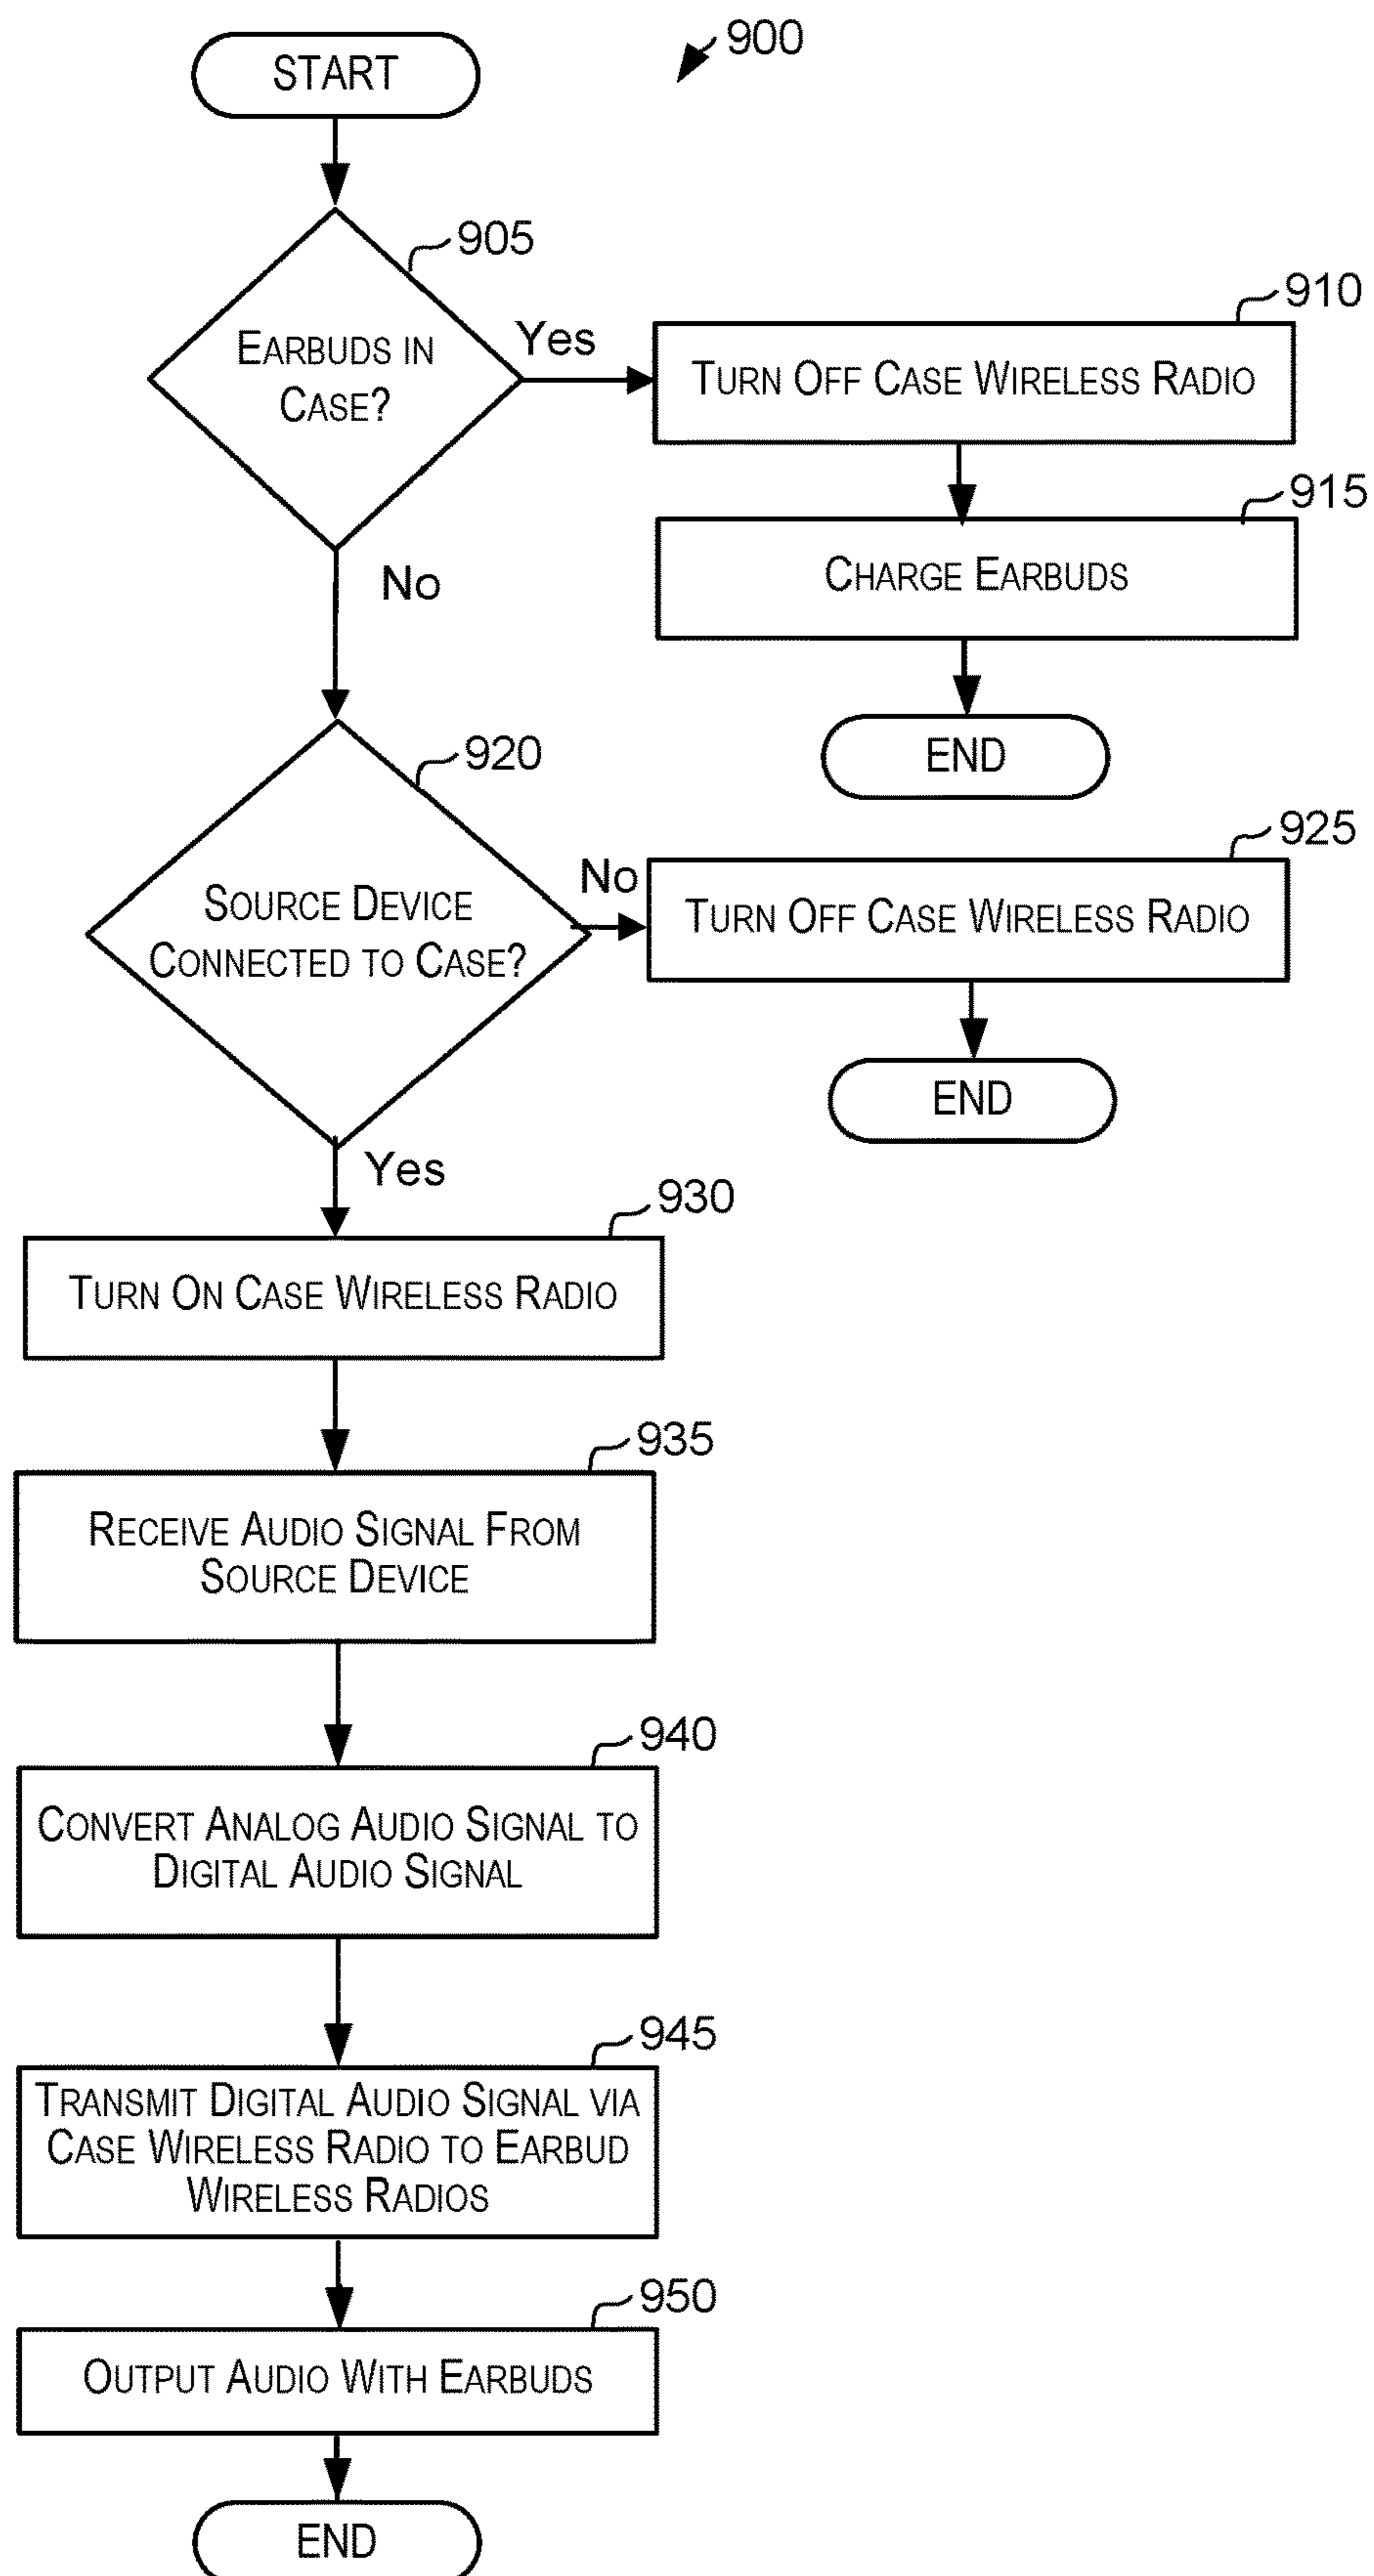 900
START
905
EARBUDS IN
CASE?
Yes
910
TURN OFF CASE WIRELESS RADIO
915
CHARGE EARBUDS
END
No
920
SOURCE DEVICE
CONNECTED TO CASE?
No
925
TURN OFF CASE WIRELESS RADIO
END
Yes
930
TURN ON CASE WIRELESS RADIO
935
RECEIVE AUDIO SIGNAL FROM
SOURCE DEVICE
940
CONVERT ANALOG AUDIO SIGNAL TO
DIGITAL AUDIO SIGNAL
945
TRANSMIT DIGITAL AUDIO SIGNAL VIA
CASE WIRELESS RADIO TO EARBUD
WIRELESS RADIOS
950
OUTPUT AUDIO WITH EARBUDS
END